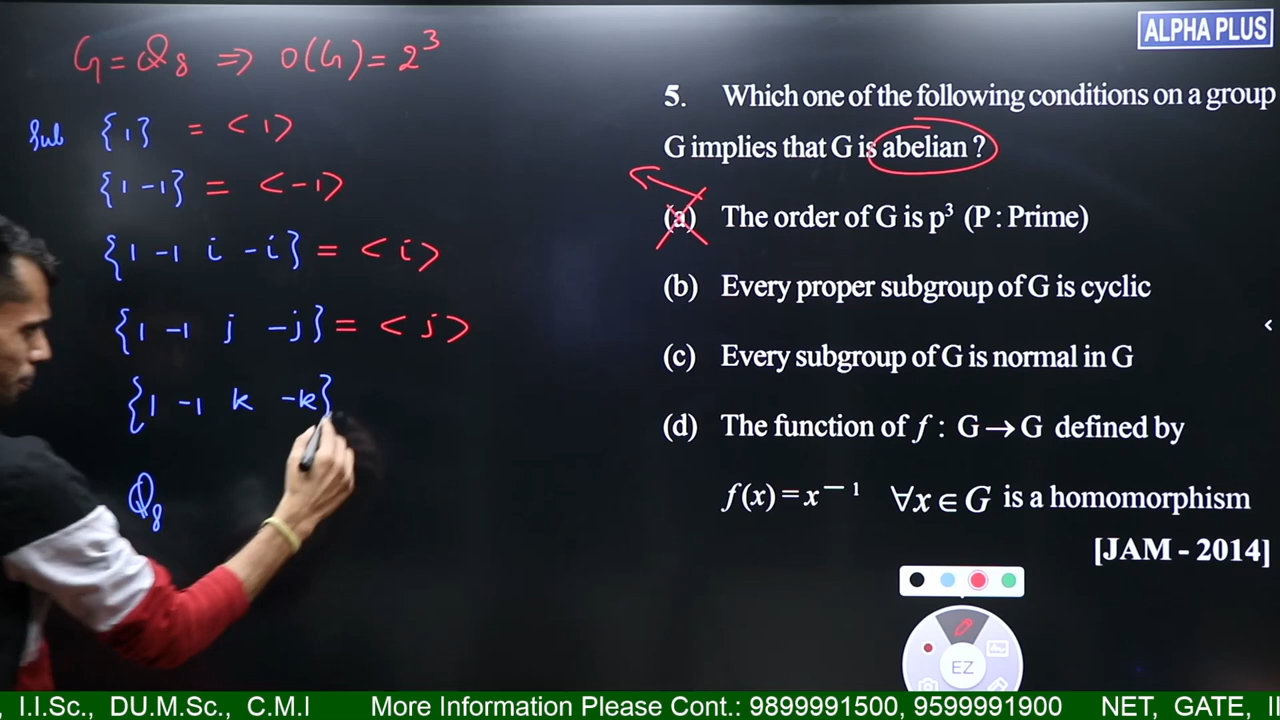 ALPHA PLUS
G = Q8 ⇒ O(G) = 2³
Sub {1} = <1>
{1 -1} = <-1>
{1 -1 i -i} = <i>
{1 -1 j -j} = <j>
{1 -1 k -k}
Q8
5. Which one of the following conditions on a group
G implies that G is abelian ?
(a) The order of G is p³ (P : Prime)
(b) Every proper subgroup of G is cyclic
(c) Every subgroup of G is normal in G
(d) The function of f : G → G defined by
f(x) = x⁻¹ ∀x ∈ G is a homomorphism
[JAM - 2014]
EZ
, I.I.Sc., DU.M.Sc., C.M.I More Information Please Cont.: 9899991500, 9599991900 NET, GATE, II